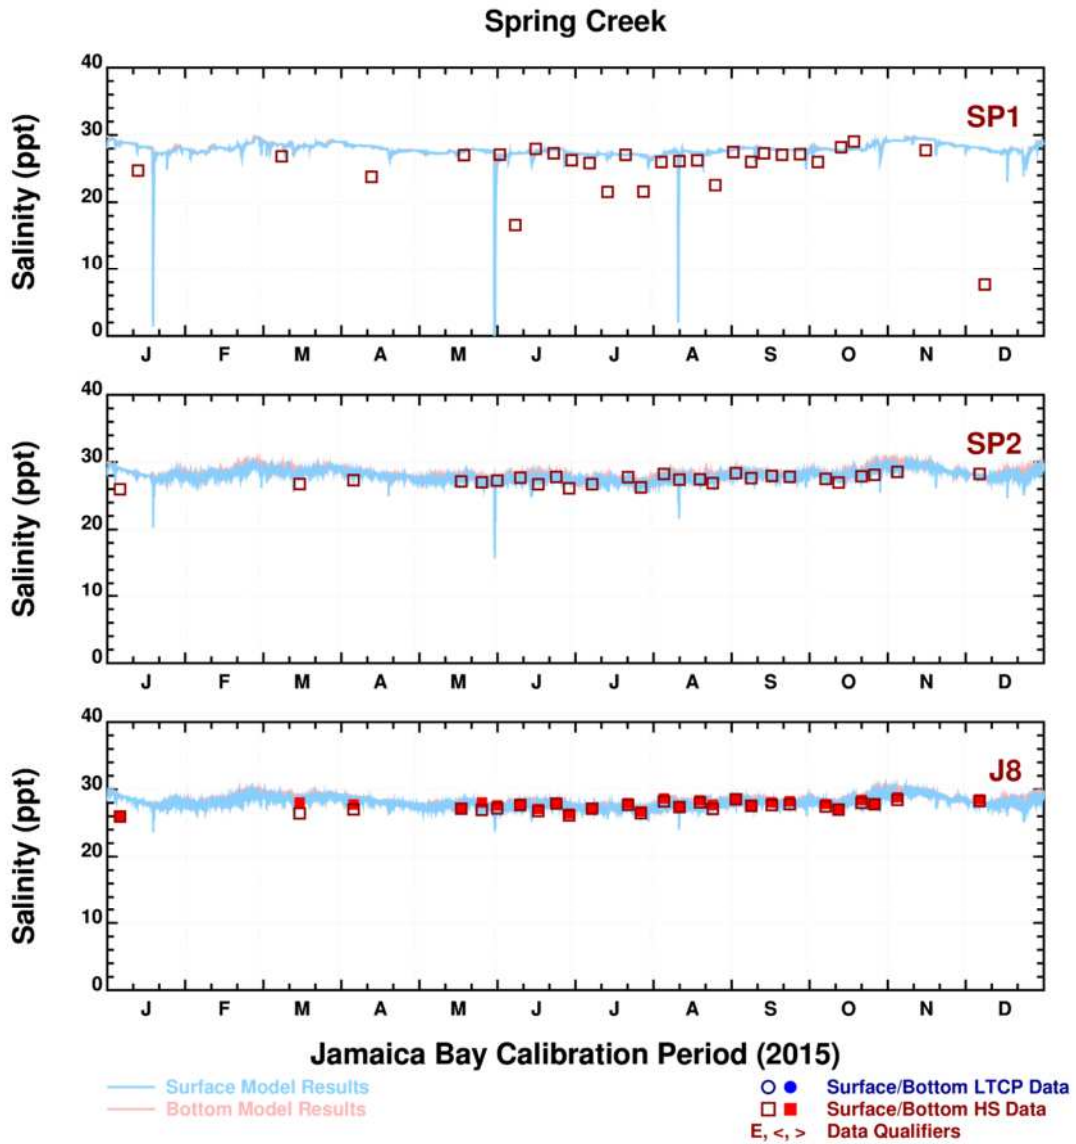 Spring Creek
Salinity (ppt)
40
30
20
10
0
SP1
J F M A M J J A S O N D
Salinity (ppt)
40
30
20
10
0
SP2
J F M A M J J A S O N D
Salinity (ppt)
40
30
20
10
0
J8
J F M A M J J A S O N D
Jamaica Bay Calibration Period (2015)
Surface Model Results
Bottom Model Results
Surface/Bottom LTCP Data
Surface/Bottom HS Data
E, <, > Data Qualifiers